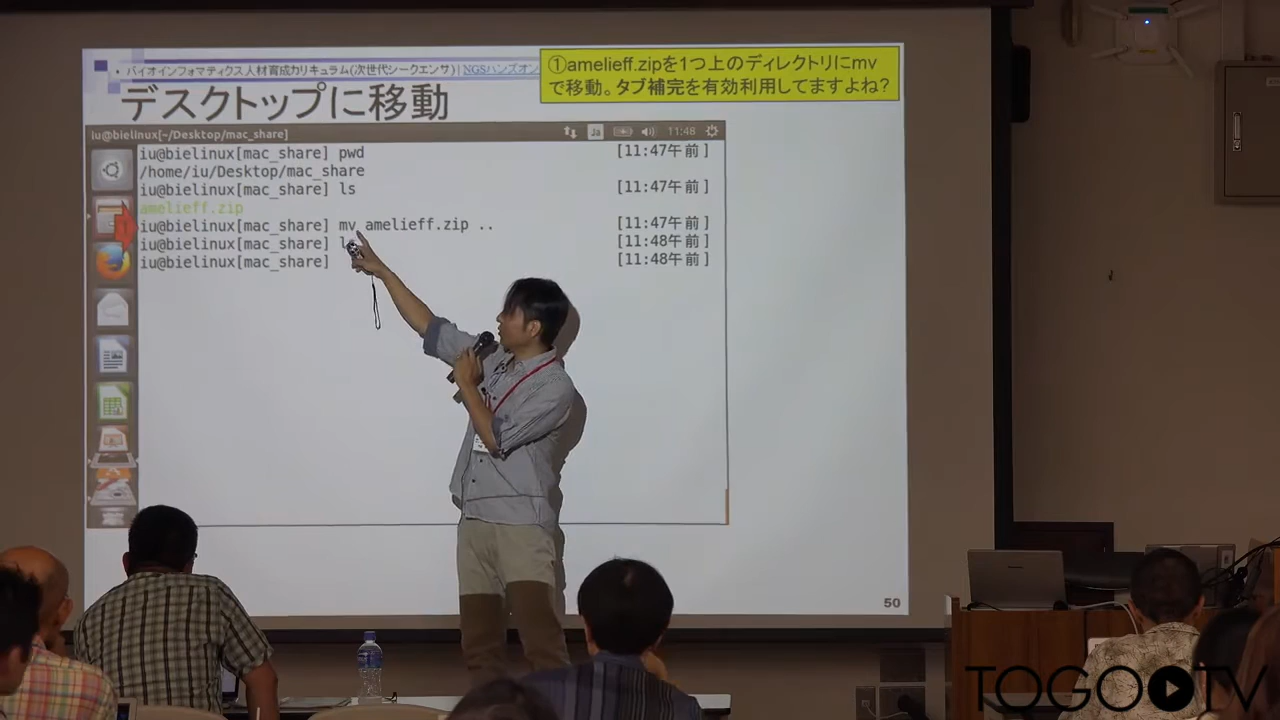 ・バイオインフォマティクス人材育成カリキュラム(次世代シークエンサ) | NGSハンズオン
①amelieff.zipを1つ上のディレクトリにmv
で移動。タブ補完を有効利用してますよね?
デスクトップに移動
iu@bielinux[~/Desktop/mac_share]
Ja
11:48
iu@bielinux[mac_share] pwd [11:47午前]
/home/iu/Desktop/mac_share
iu@bielinux[mac_share] ls [11:47午前]
amelieff.zip
iu@bielinux[mac_share] mv amelieff.zip .. [11:47午前]
iu@bielinux[mac_share] [11:48午前]
iu@bielinux[mac_share] [11:48午前]
50
TOGOTV